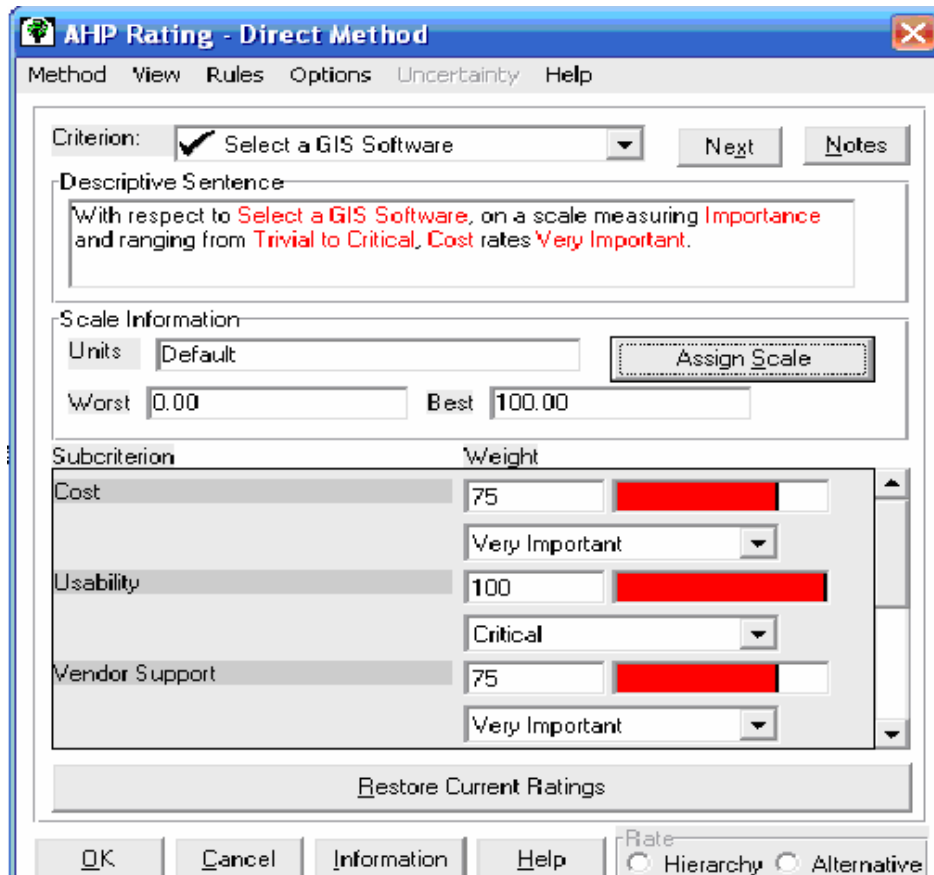 AHP Rating - Direct Method
Method View Rules Options Uncertainty Help
Criterion: Select a GIS Software Next Notes
Descriptive Sentence
With respect to Select a GIS Software, on a scale measuring Importance
and ranging from Trivial to Critical, Cost rates Very Important.
Scale Information
Units Default Assign Scale
Worst 0.00 Best 100.00
Subcriterion Weight
Cost 75
Very Important
Usability 100
Critical
Vendor Support 75
Very Important
Restore Current Ratings
Rate
OK Cancel Information Help Hierarchy Alternative